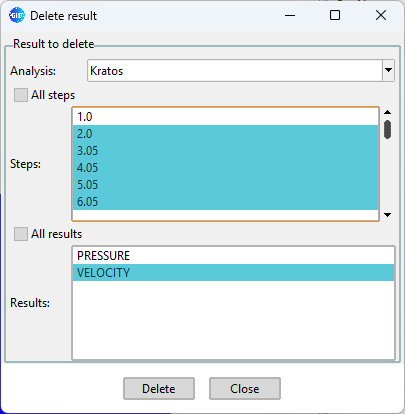 Delete result
Result to delete
Analysis: Kratos
All steps
Steps:
1.0
2.0
3.05
4.05
5.05
6.05
All results
Results:
PRESSURE
VELOCITY
Delete Close